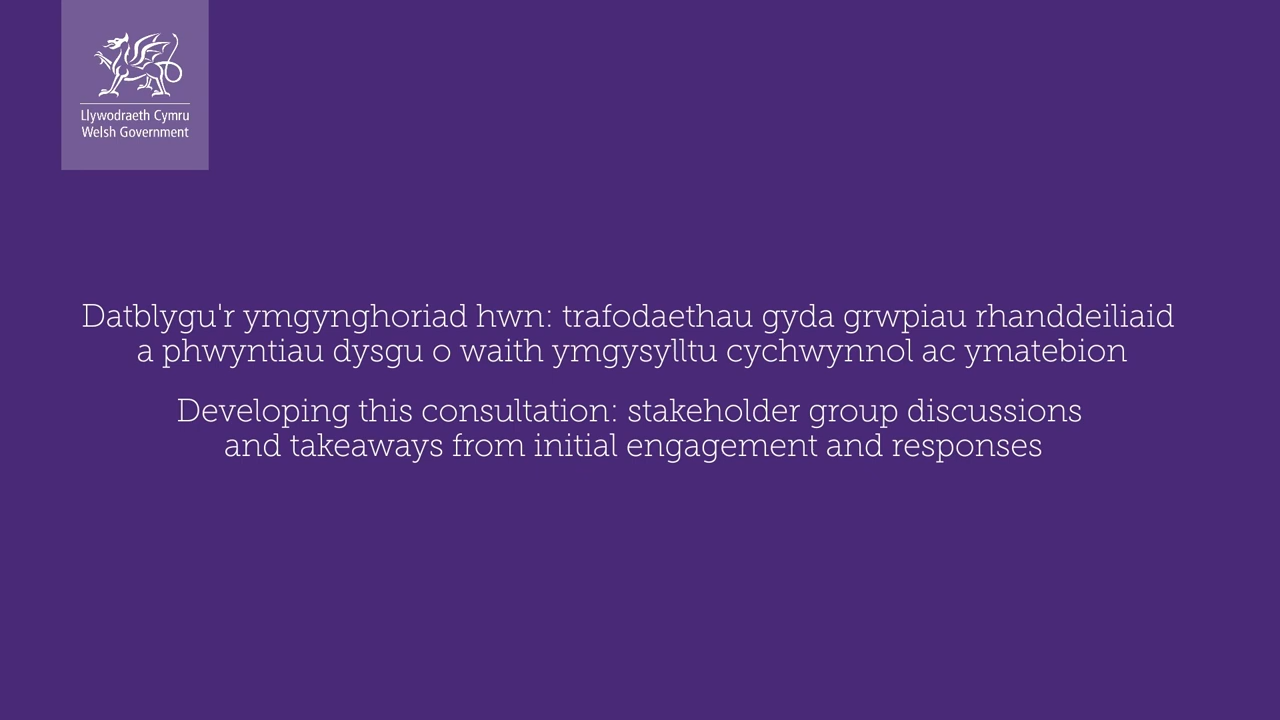 Llywodraeth Cymru
Welsh Government
Datblygu'r ymgynghoriad hwn: trafodaethau gyda grwpiau rhanddeiliaid
a phwyntiau dysgu o waith ymgysylltu cychwynnol ac ymatebion
Developing this consultation: stakeholder group discussions
and takeaways from initial engagement and responses